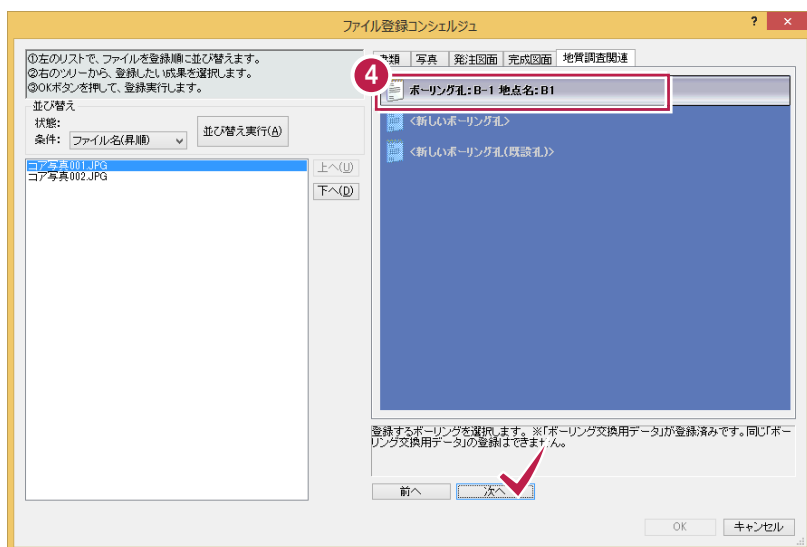 ファイル登録コンシェルジュ
? ×
①左のリストで、ファイルを登録順に並び替えます。
②右のツリーから、登録したい成果を選択します。
③OKボタンを押して、登録実行します。
並び替え
状態:
条件: ファイル名(昇順)
並び替え実行(A)
コア写真001.JPG
コア写真002.JPG
上へ(U)
下へ(D)
書類 写真 発注図面 完成図面 地質調査関連
4
ボーリング孔:B-1 地点名:B1
<新しいボーリング孔>
<新しいボーリング孔(既設孔)>
登録するボーリングを選択します。※「ボーリング交換用データ」が登録済みです。同じ「ボー
リング交換用データ」の登録はできません。
前へ 次へ
OK キャンセル